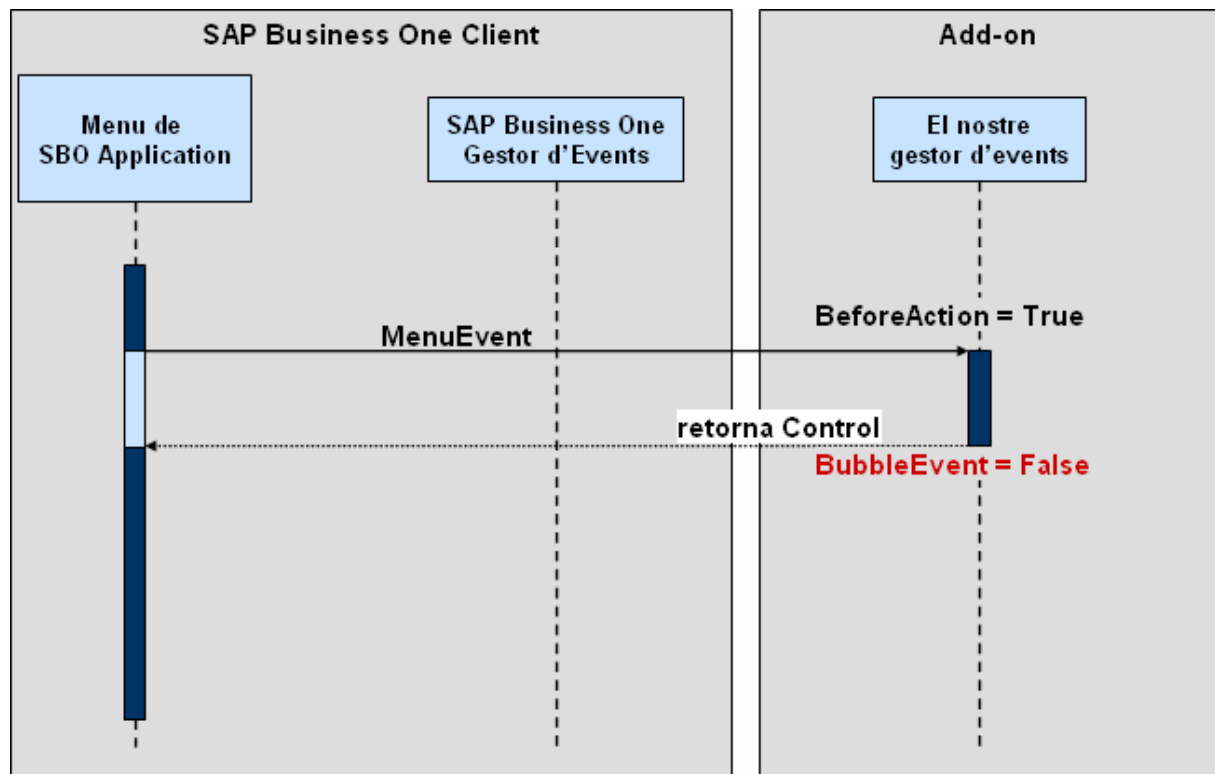 SAP Business One Client
Add-on
Menu de
SBO Application
SAP Business One
Gestor d'Events
El nostre
gestor d'events
BeforeAction = True
MenuEvent
retorna Control
BubbleEvent = False